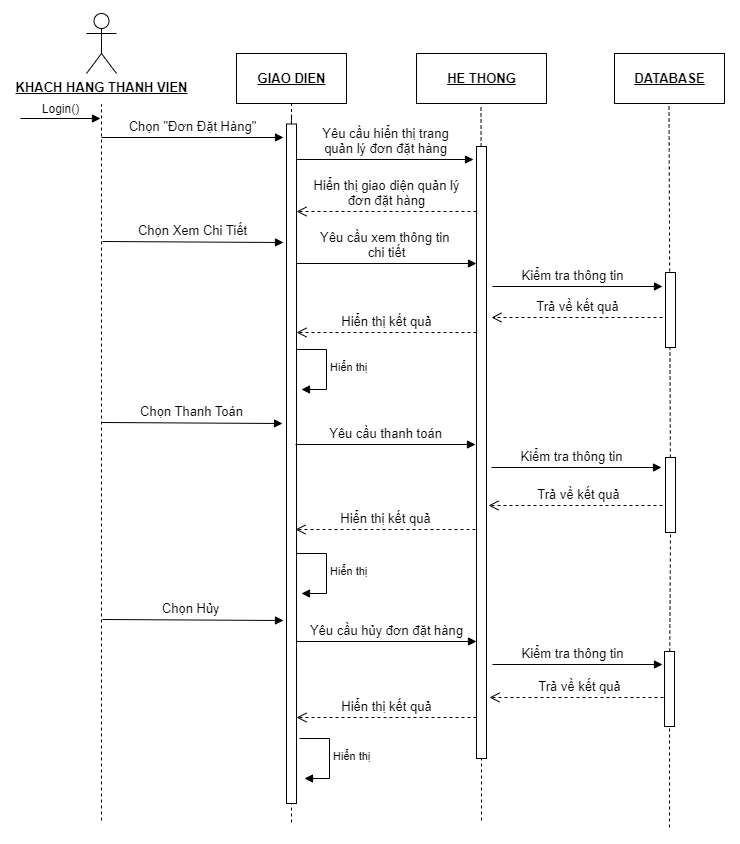 KHACH HANG THANH VIEN
GIAO DIEN
HE THONG
DATABASE
Login()
Chọn "Đơn Đặt Hàng"
Yêu cầu hiển thị trang
quản lý đơn đặt hàng
Hiển thị giao diện quản lý
đơn đặt hàng
Chọn Xem Chi Tiết
Yêu cầu xem thông tin
chi tiết
Kiểm tra thông tin
Trả về kết quả
Hiển thị kết quả
Hiển thị
Chọn Thanh Toán
Yêu cầu thanh toán
Kiểm tra thông tin
Trả về kết quả
Hiển thị kết quả
Hiển thị
Chọn Hủy
Yêu cầu hủy đơn đặt hàng
Kiểm tra thông tin
Trả về kết quả
Hiển thị kết quả
Hiển thị